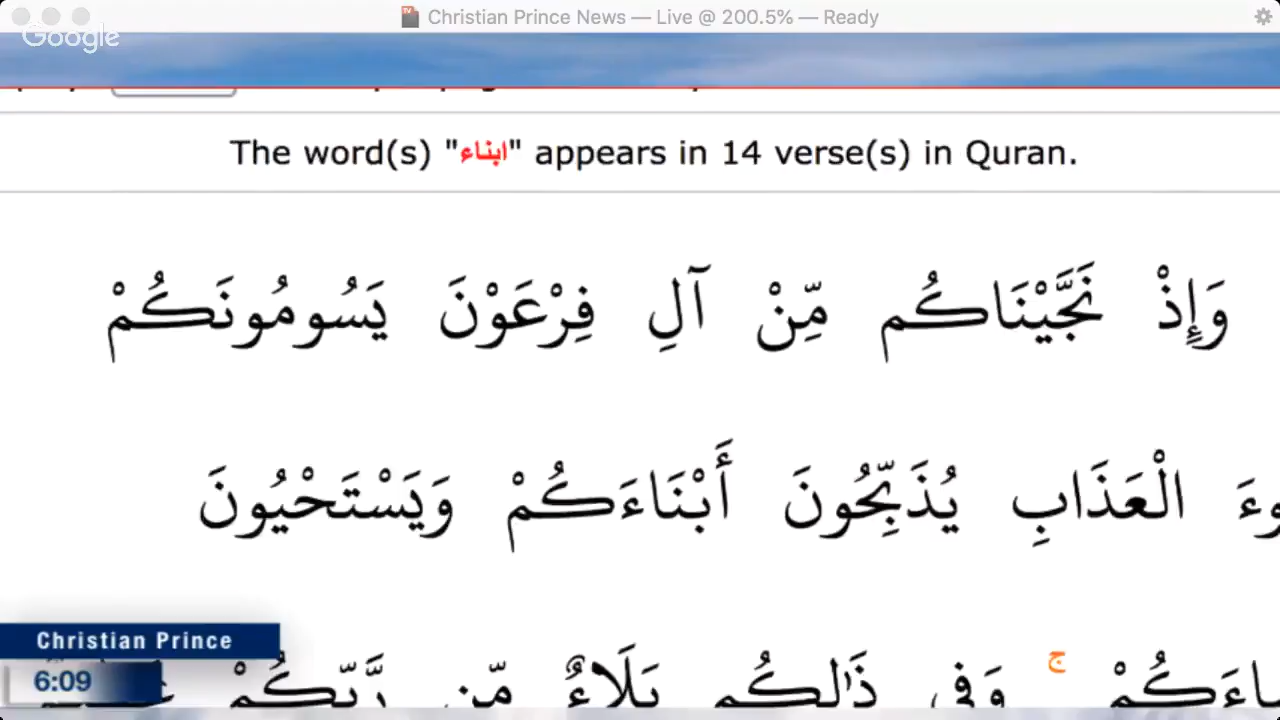 Christian Prince News — Live @ 200.5% — Ready
Google
The word(s) "ابناء" appears in 14 verse(s) in Quran.
وَإِذْ نَجَّيْنَاكُم مِّنْ آلِ فِرْعَوْنَ يَسُومُونَكُمْ
الْعَذَابِ يُذَبِّحُونَ أَبْنَاءَكُمْ وَيَسْتَحْيُونَ
ۚ وَفِي ذَٰلِكُم بَلَاءٌ مِّن رَّبِّكُمْ
Christian Prince
6:09